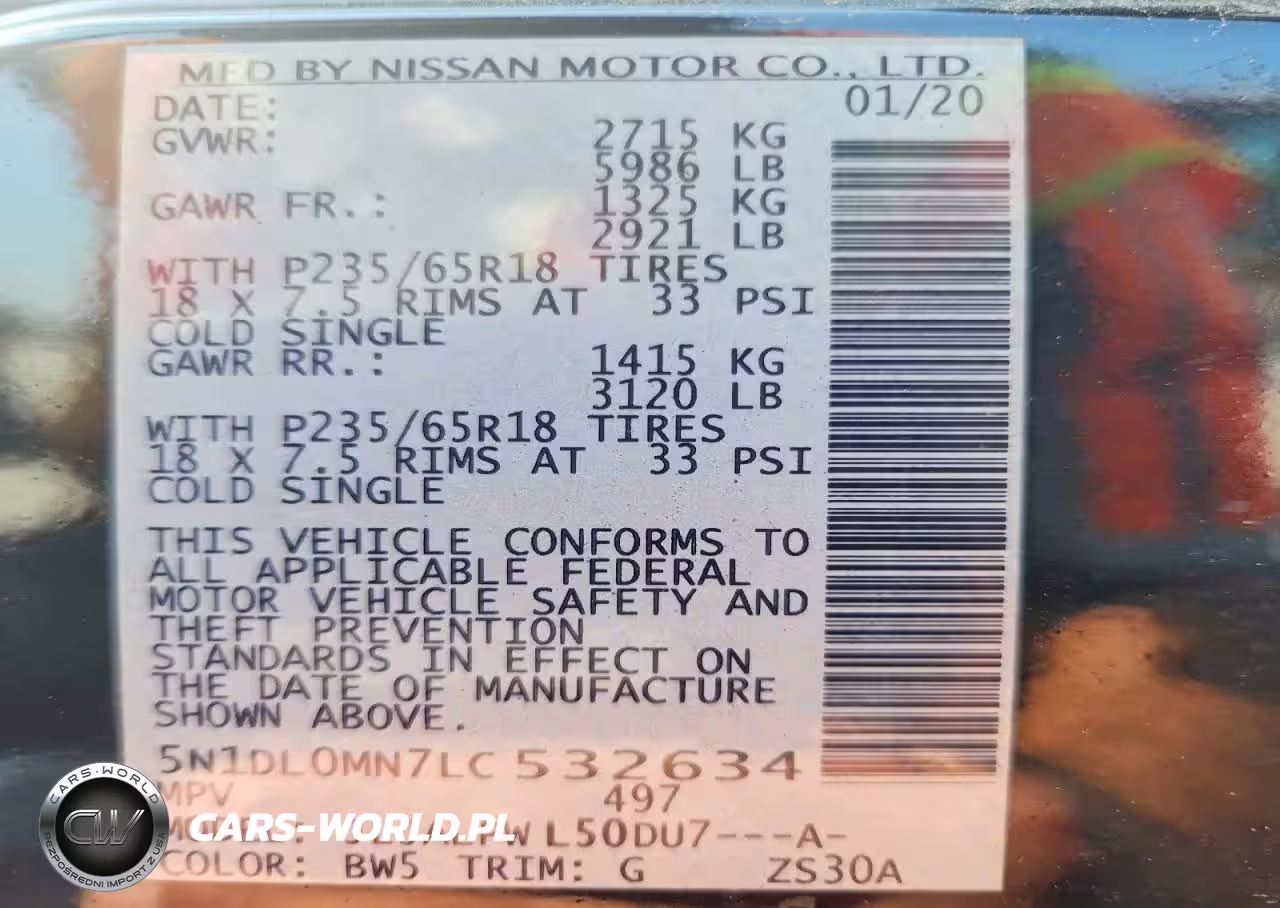 MFD BY NISSAN MOTOR CO., LTD.
DATE: 01/20
GVWR: 2715 KG
5986 LB
GAWR FR.: 1325 KG
2921 LB
WITH P235/65R18 TIRES
18 X 7.5 RIMS AT 33 PSI
COLD SINGLE
GAWR RR.: 1415 KG
3120 LB
WITH P235/65R18 TIRES
18 X 7.5 RIMS AT 33 PSI
COLD SINGLE
THIS VEHICLE CONFORMS TO
ALL APPLICABLE FEDERAL
MOTOR VEHICLE SAFETY AND
THEFT PREVENTION
STANDARDS IN EFFECT ON
THE DATE OF MANUFACTURE
SHOWN ABOVE.
5N1DL0MN7LC532634
MPV 497
L50DU7---A-
COLOR: BW5 TRIM: G ZS30A
CARS-WORLD
CW
BEZPOŚREDNI IMPORT Z USA
CARS-WORLD.PL